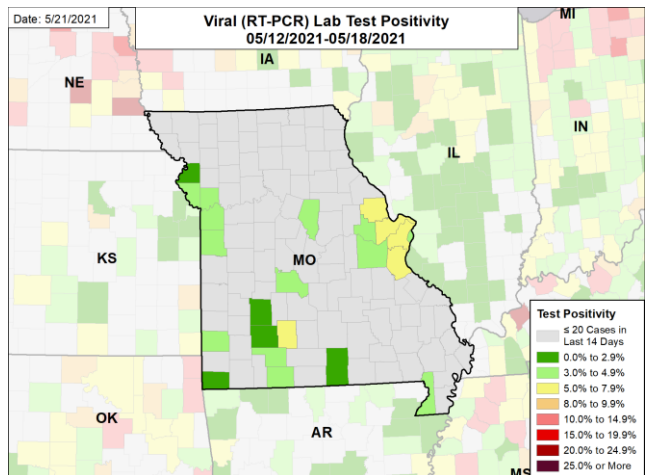 Date: 5/21/2021
Viral (RT-PCR) Lab Test Positivity
05/12/2021-05/18/2021
MI
IA
NE
IN
IL
KS
MO
Test Positivity
≤ 20 Cases in
Last 14 Days
0.0% to 2.9%
3.0% to 4.9%
5.0% to 7.9%
8.0% to 9.9%
10.0% to 14.9%
15.0% to 19.9%
20.0% to 24.9%
25.0% or More
OK
AR
MS